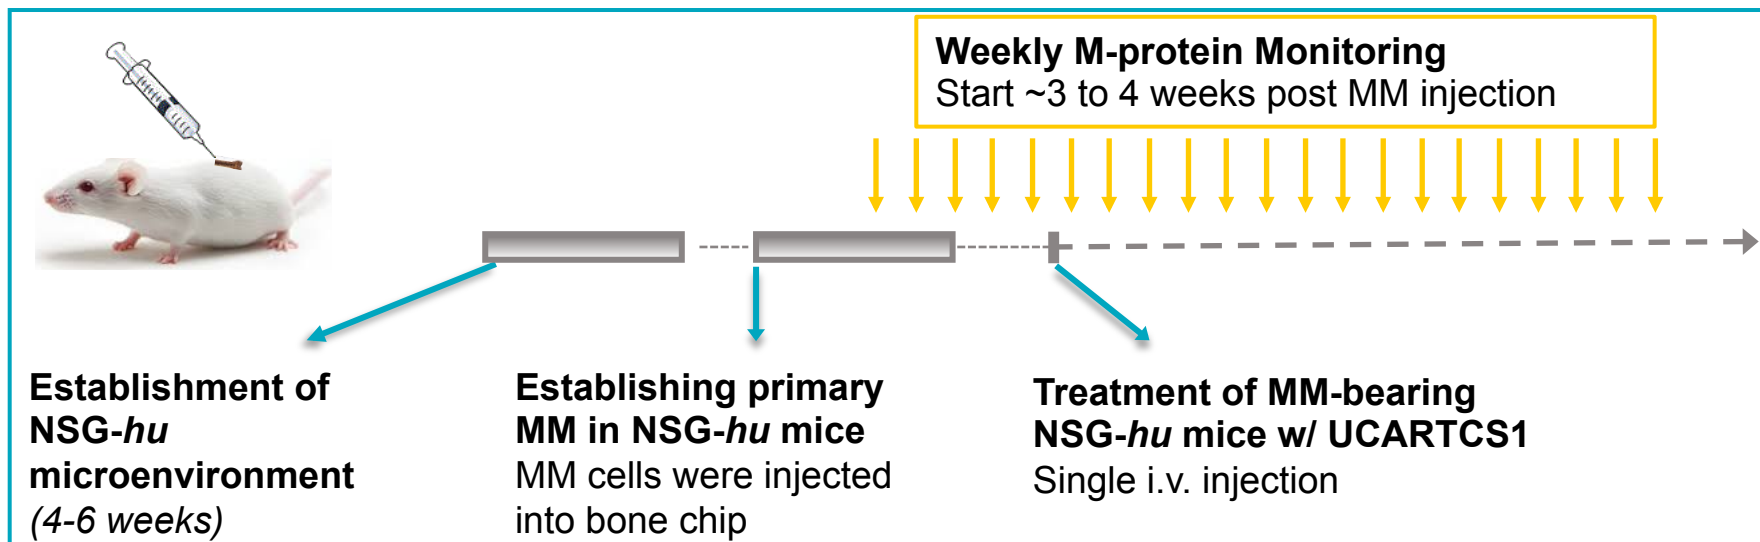 Weekly M-protein Monitoring
Start ~3 to 4 weeks post MM injection
Establishment of
NSG-hu
microenvironment
(4-6 weeks)
Establishing primary
MM in NSG-hu mice
MM cells were injected
into bone chip
Treatment of MM-bearing
NSG-hu mice w/ UCARTCS1
Single i.v. injection